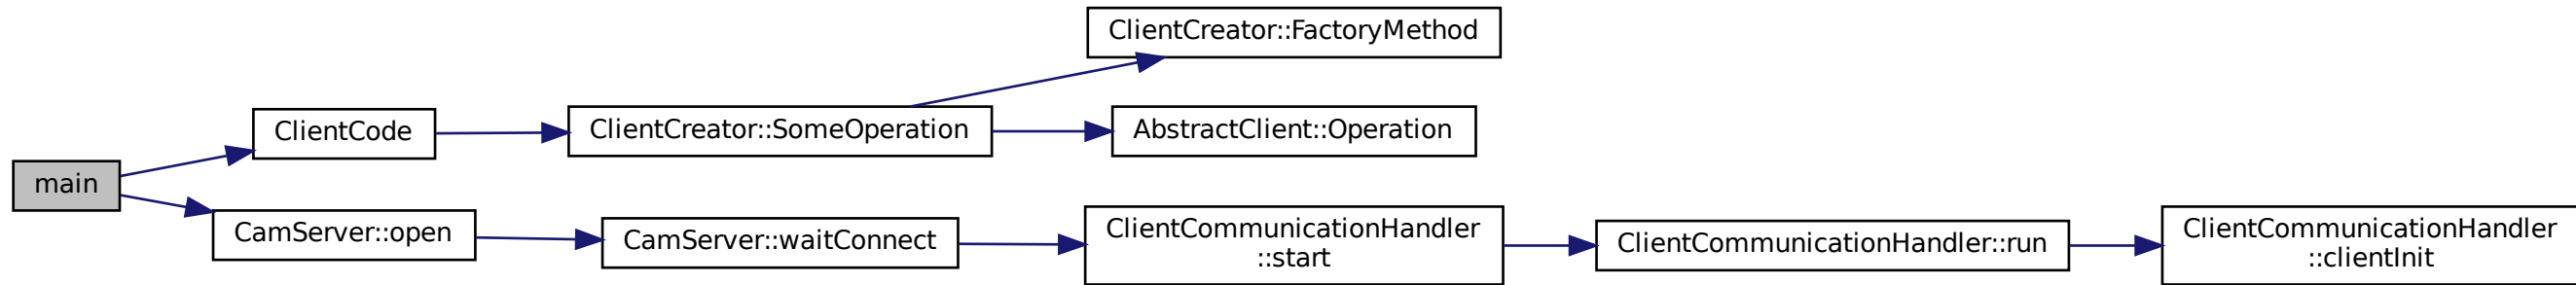 ClientCreator::FactoryMethod
ClientCode
ClientCreator::SomeOperation
AbstractClient::Operation
main
CamServer::open
CamServer::waitConnect
ClientCommunicationHandler
::start
ClientCommunicationHandler::run
ClientCommunicationHandler
::clientInit